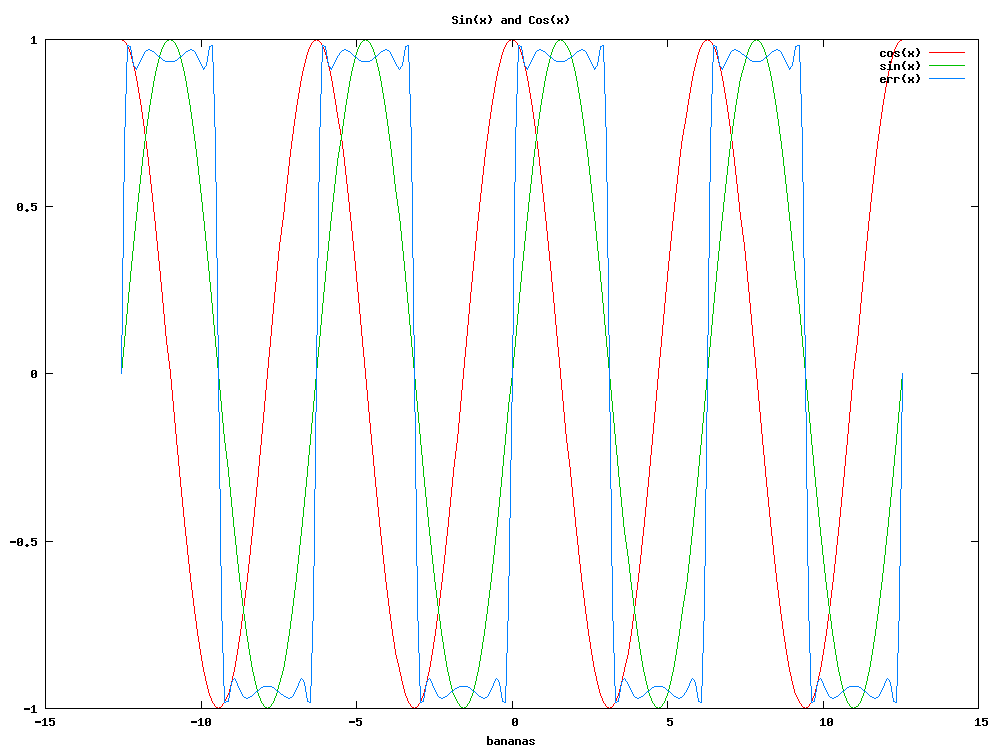 Sin(x) and Cos(x)
1
cos(x)
sin(x)
err(x)
0.5
0
-0.5
-1
-15
-10
-5
0
5
10
15
bananas